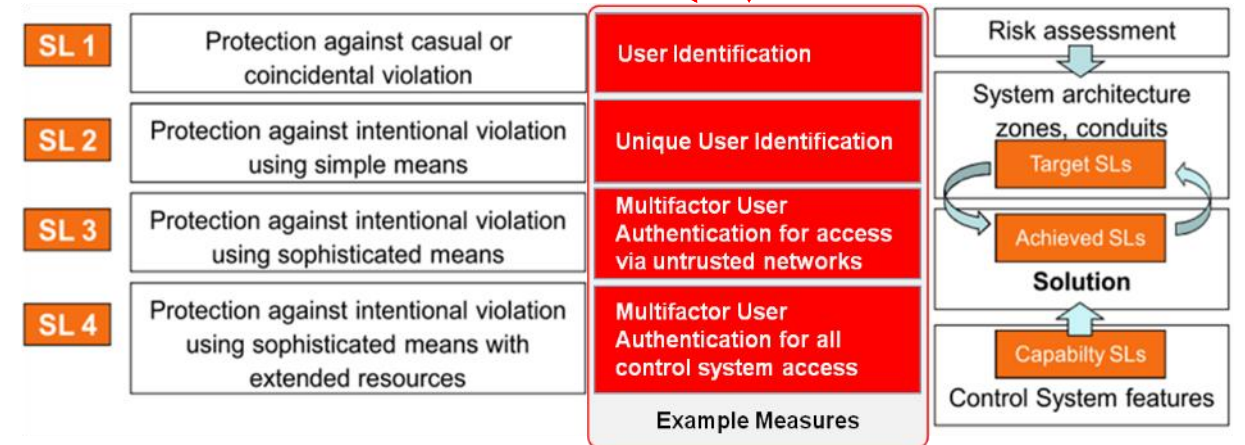 SL 1
Protection against casual or
coincidental violation
User Identification
SL 2
Protection against intentional violation
using simple means
Unique User Identification
SL 3
Protection against intentional violation
using sophisticated means
Multifactor User
Authentication for access
via untrusted networks
SL 4
Protection against intentional violation
using sophisticated means with
extended resources
Multifactor User
Authentication for all
control system access
Example Measures
Risk assessment
System architecture
zones, conduits
Target SLs
Achieved SLs
Solution
Capabilty SLs
Control System features